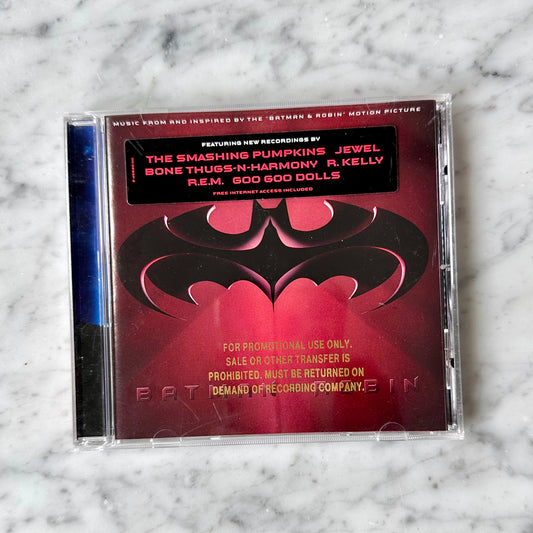 MUSIC FROM AND INSPIRED BY THE "BATMAN & ROBIN" MOTION PICTURE
FEATURING NEW RECORDINGS BY
THE SMASHING PUMPKINS JEWEL
BONE THUGS-N-HARMONY R. KELLY
R.E.M. GOO GOO DOLLS
FREE INTERNET ACCESS INCLUDED
FOR PROMOTIONAL USE ONLY.
SALE OR OTHER TRANSFER IS
PROHIBITED. MUST BE RETURNED ON
DEMAND OF RECORDING COMPANY.
BATMAN & ROBIN